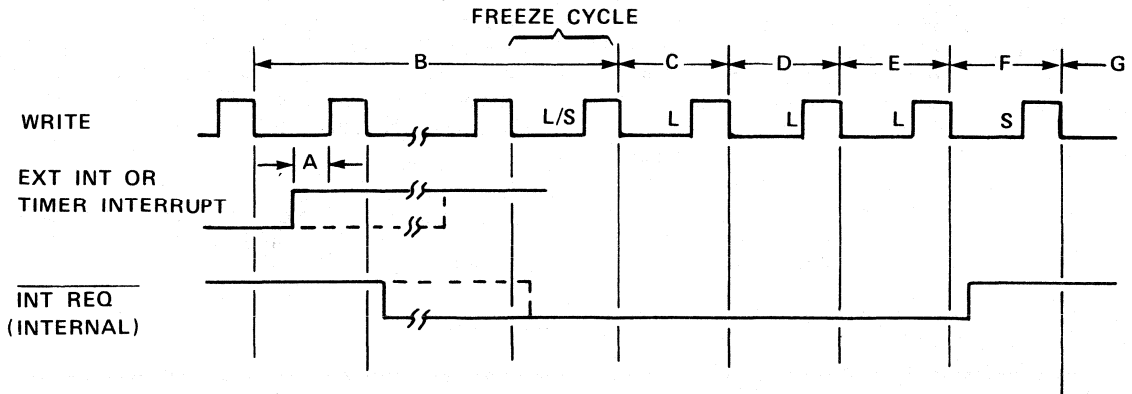 FREEZE CYCLE
B C D E F G
WRITE L/S L L L S
A
EXT INT OR
TIMER INTERRUPT
INT REQ
(INTERNAL)